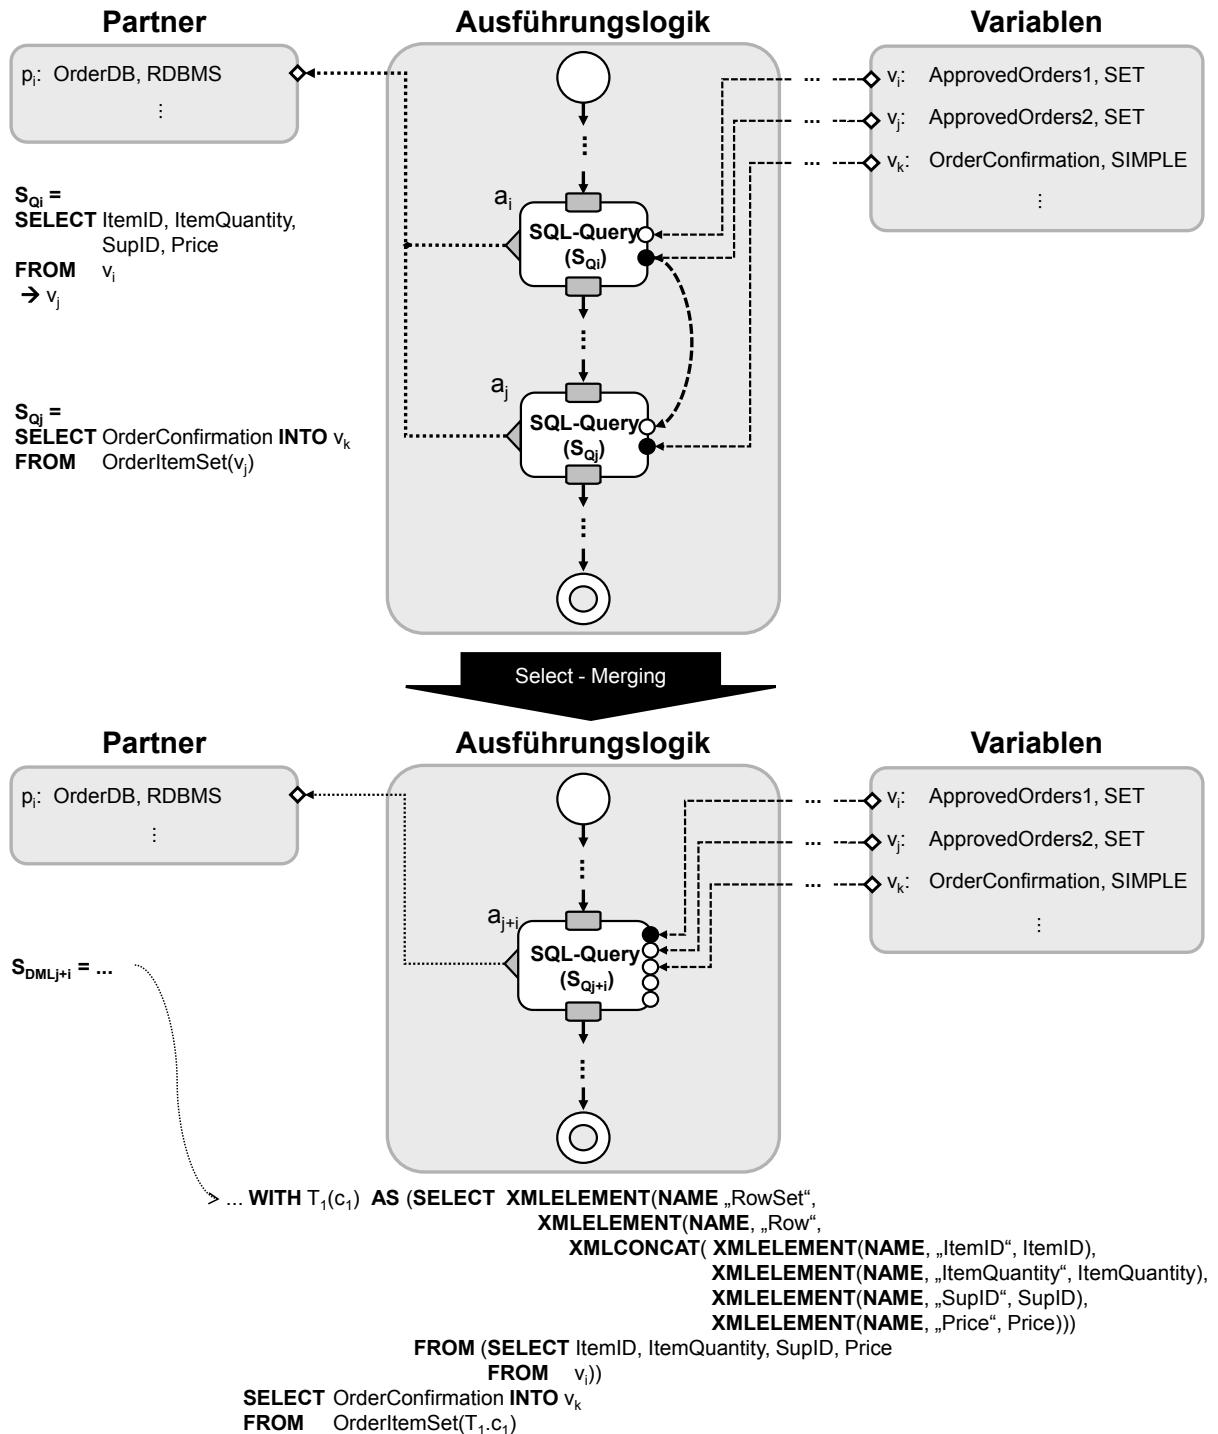 Partner
Ausführungslogik
Variablen
pi: OrderDB, RDBMS
⋮
... vi: ApprovedOrders1, SET
... vj: ApprovedOrders2, SET
... vk: OrderConfirmation, SIMPLE
⋮
SQi =
SELECT ItemID, ItemQuantity,
SupID, Price
FROM vi
→ vj
ai
SQL-Query
(SQi)
aj
SQL-Query
(SQj)
SQj =
SELECT OrderConfirmation INTO vk
FROM OrderItemSet(vj)
Select - Merging
Partner
Ausführungslogik
Variablen
pi: OrderDB, RDBMS
⋮
... vi: ApprovedOrders1, SET
... vj: ApprovedOrders2, SET
... vk: OrderConfirmation, SIMPLE
⋮
aj+i
SQL-Query
(SQj+i)
SDMLj+i = ...
... WITH T1(c1) AS (SELECT XMLELEMENT(NAME „RowSet“,
XMLELEMENT(NAME, „Row“,
XMLCONCAT( XMLELEMENT(NAME, „ItemID“, ItemID),
XMLELEMENT(NAME, „ItemQuantity“, ItemQuantity),
XMLELEMENT(NAME, „SupID“, SupID),
XMLELEMENT(NAME, „Price“, Price)))
FROM (SELECT ItemID, ItemQuantity, SupID, Price
FROM vi))
SELECT OrderConfirmation INTO vk
FROM OrderItemSet(T1.c1)